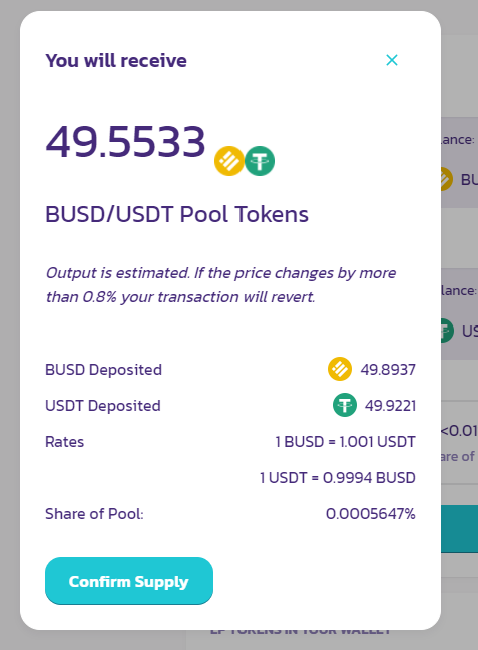 You will receive
49.5533
BUSD/USDT Pool Tokens
Output is estimated. If the price changes by more
than 0.8% your transaction will revert.
BUSD Deposited 49.8937
USDT Deposited 49.9221
Rates 1 BUSD = 1.001 USDT
1 USDT = 0.9994 BUSD
Share of Pool: 0.0005647%
Confirm Supply
lance:
BU
lance:
US
<0.01
are of
LP TOKENS IN YOUR WALLET